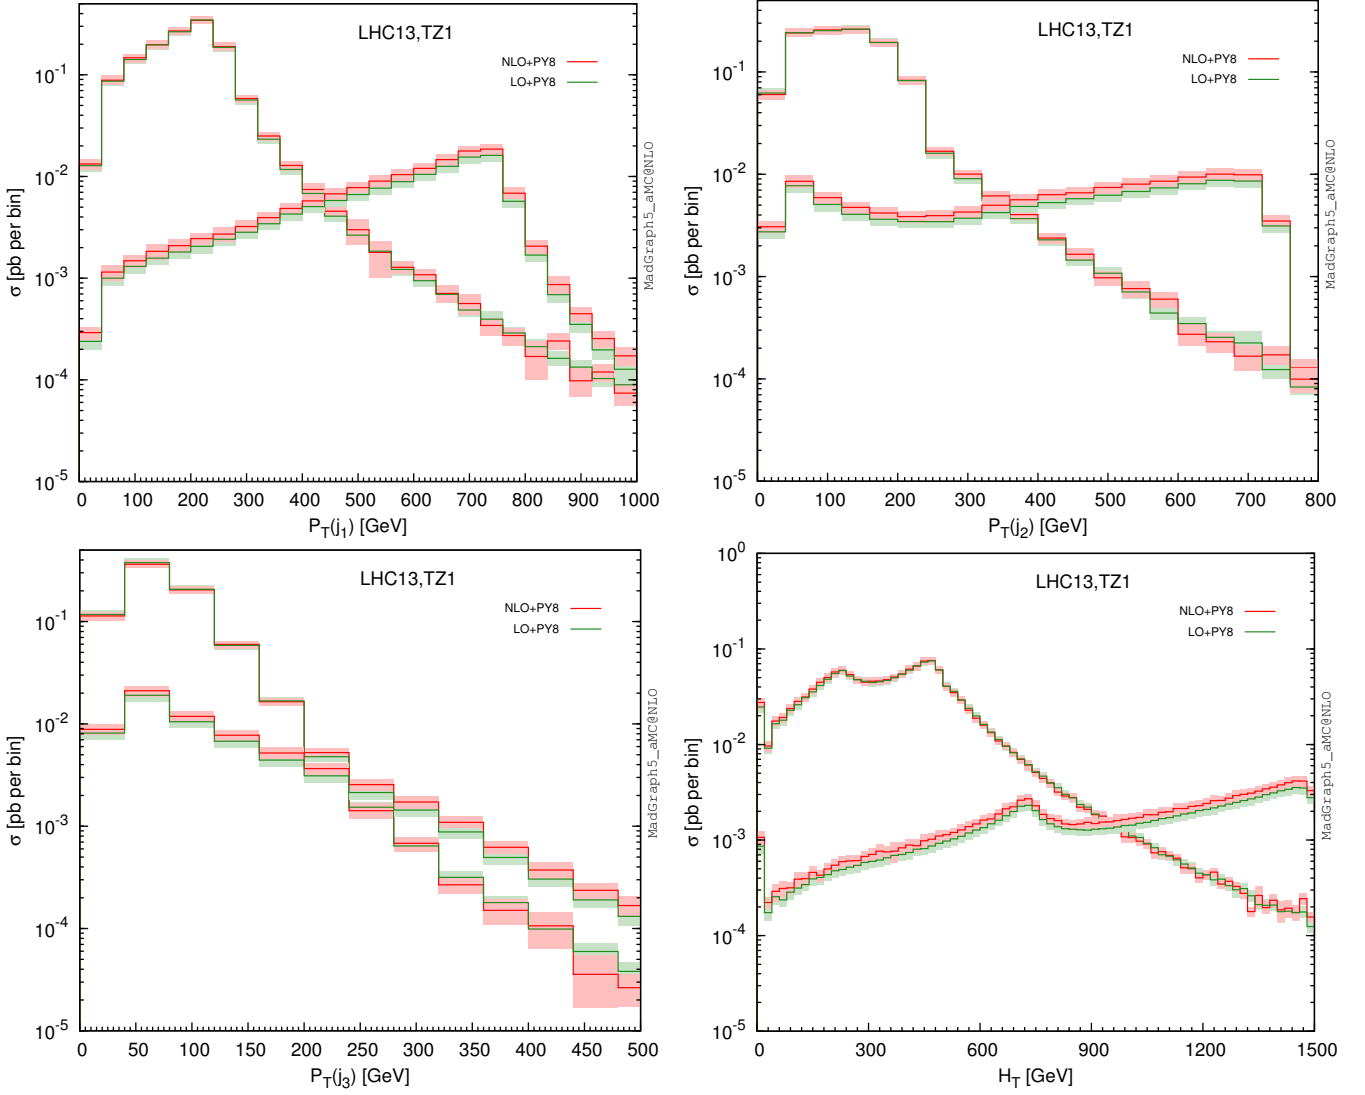 LHC13,TZ1
NLO+PY8
LO+PY8
σ [pb per bin]
10^-1
10^-2
10^-3
10^-4
10^-5
0 100 200 300 400 500 600 700 800 900 1000
P_T(j_1) [GeV]
MadGraph5_aMC@NLO
LHC13,TZ1
NLO+PY8
LO+PY8
σ [pb per bin]
10^-1
10^-2
10^-3
10^-4
10^-5
0 100 200 300 400 500 600 700 800
P_T(j_2) [GeV]
MadGraph5_aMC@NLO
LHC13,TZ1
NLO+PY8
LO+PY8
σ [pb per bin]
10^-1
10^-2
10^-3
10^-4
10^-5
0 50 100 150 200 250 300 350 400 450 500
P_T(j_3) [GeV]
MadGraph5_aMC@NLO
LHC13,TZ1
NLO+PY8
LO+PY8
σ [pb per bin]
10^0
10^-1
10^-2
10^-3
10^-4
10^-5
0 300 600 900 1200 1500
H_T [GeV]
MadGraph5_aMC@NLO